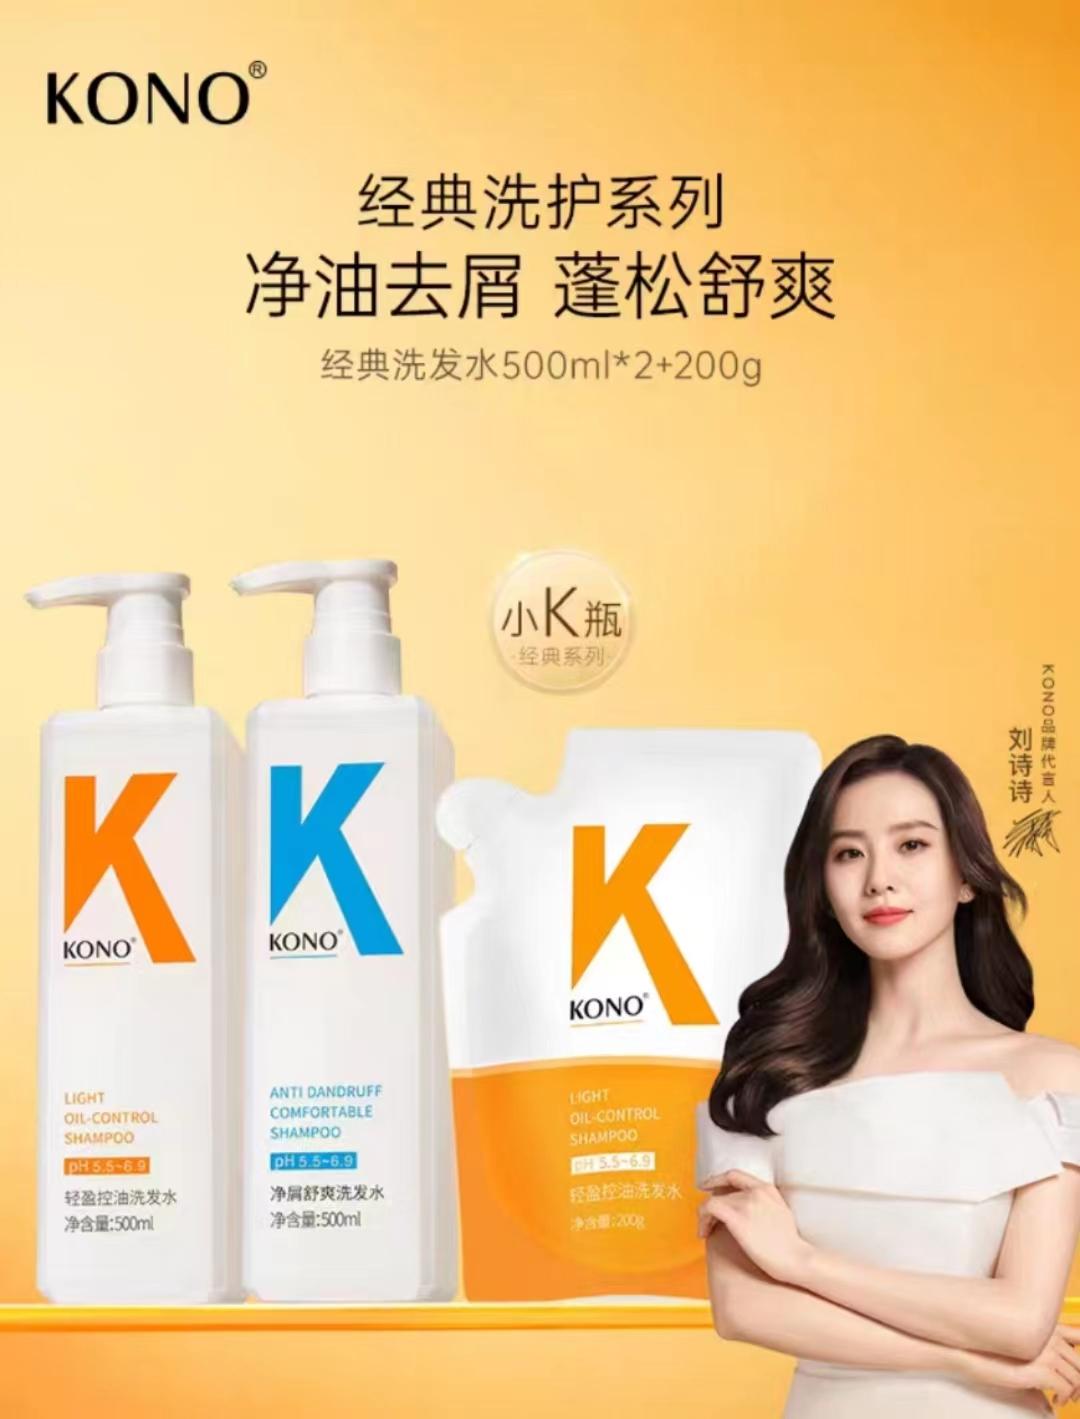 KONO®
经典洗护系列
净油去屑 蓬松舒爽
经典洗发水500ml*2+200g
小K瓶
·经典系列·
KONO品牌代言人
刘诗诗
K
KONO®
LIGHT
OIL-CONTROL
SHAMPOO
pH 5.5~6.9
轻盈控油洗发水
净含量:500ml
K
KONO®
ANTI DANDRUFF
COMFORTABLE
SHAMPOO
pH 5.5~6.9
净屑舒爽洗发水
净含量:500ml
K
KONO®
LIGHT
OIL-CONTROL
SHAMPOO
pH 5.5~6.9
轻盈控油洗发水
净含量:200g